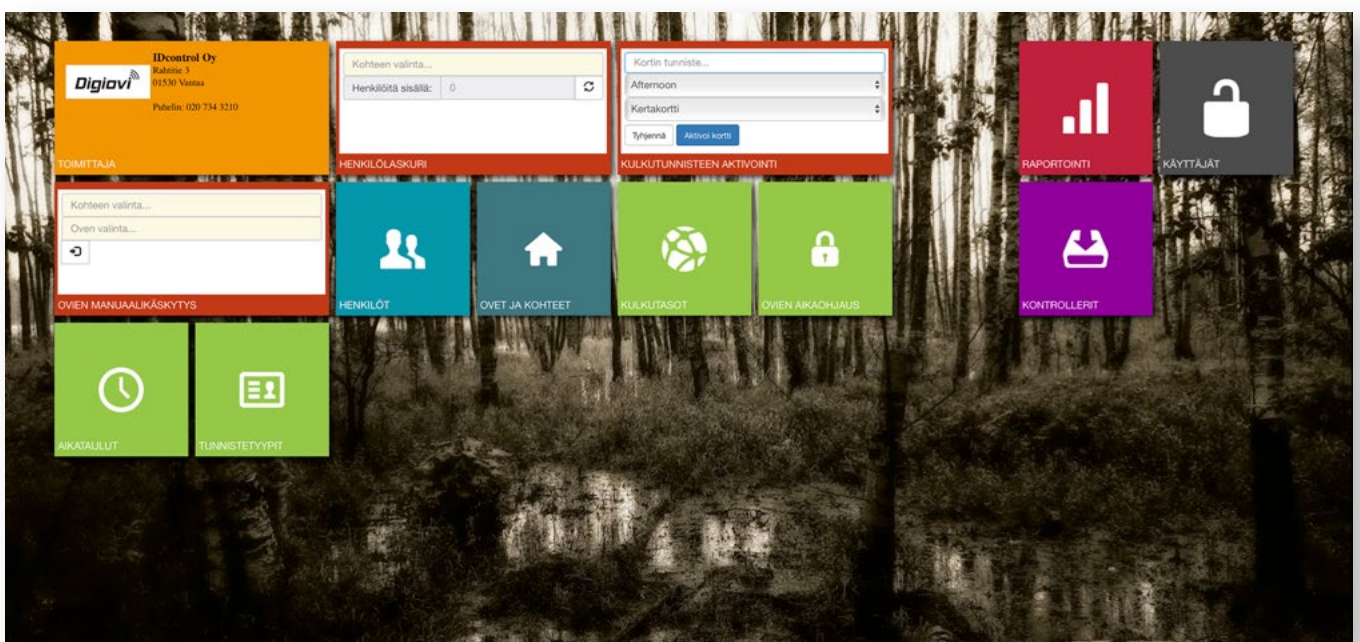 Digiovi
IDcontrol Oy
Rahtitie 3
01530 Vantaa
Puhelin: 020 734 3210
TOIMITTAJA
Kohteen valinta...
Henkilöitä sisällä: 0
HENKILÖLASKURI
Kortin tunniste...
Afternoon
Kertakortti
Tyhjennä Aktivoi kortti
KULKUTUNNISTEEN AKTIVOINTI
RAPORTOINTI
KÄYTTÄJÄT
Kohteen valinta...
Oven valinta...
OVIEN MANUAALIKÄSKYTYS
HENKILÖT
OVET JA KOHTEET
KULKUTASOT
OVIEN AIKAOHJAUS
KONTROLLERIT
AIKATAULUT
TUNNISTETYYPIT